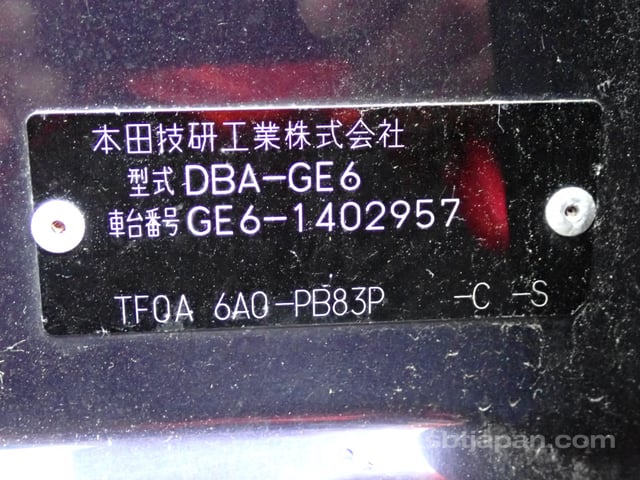 本田技研工業株式会社
型式 DBA-GE6
車台番号 GE6-1402957
TF0A 6A0-PB83P -C -S
sbtjapan.com